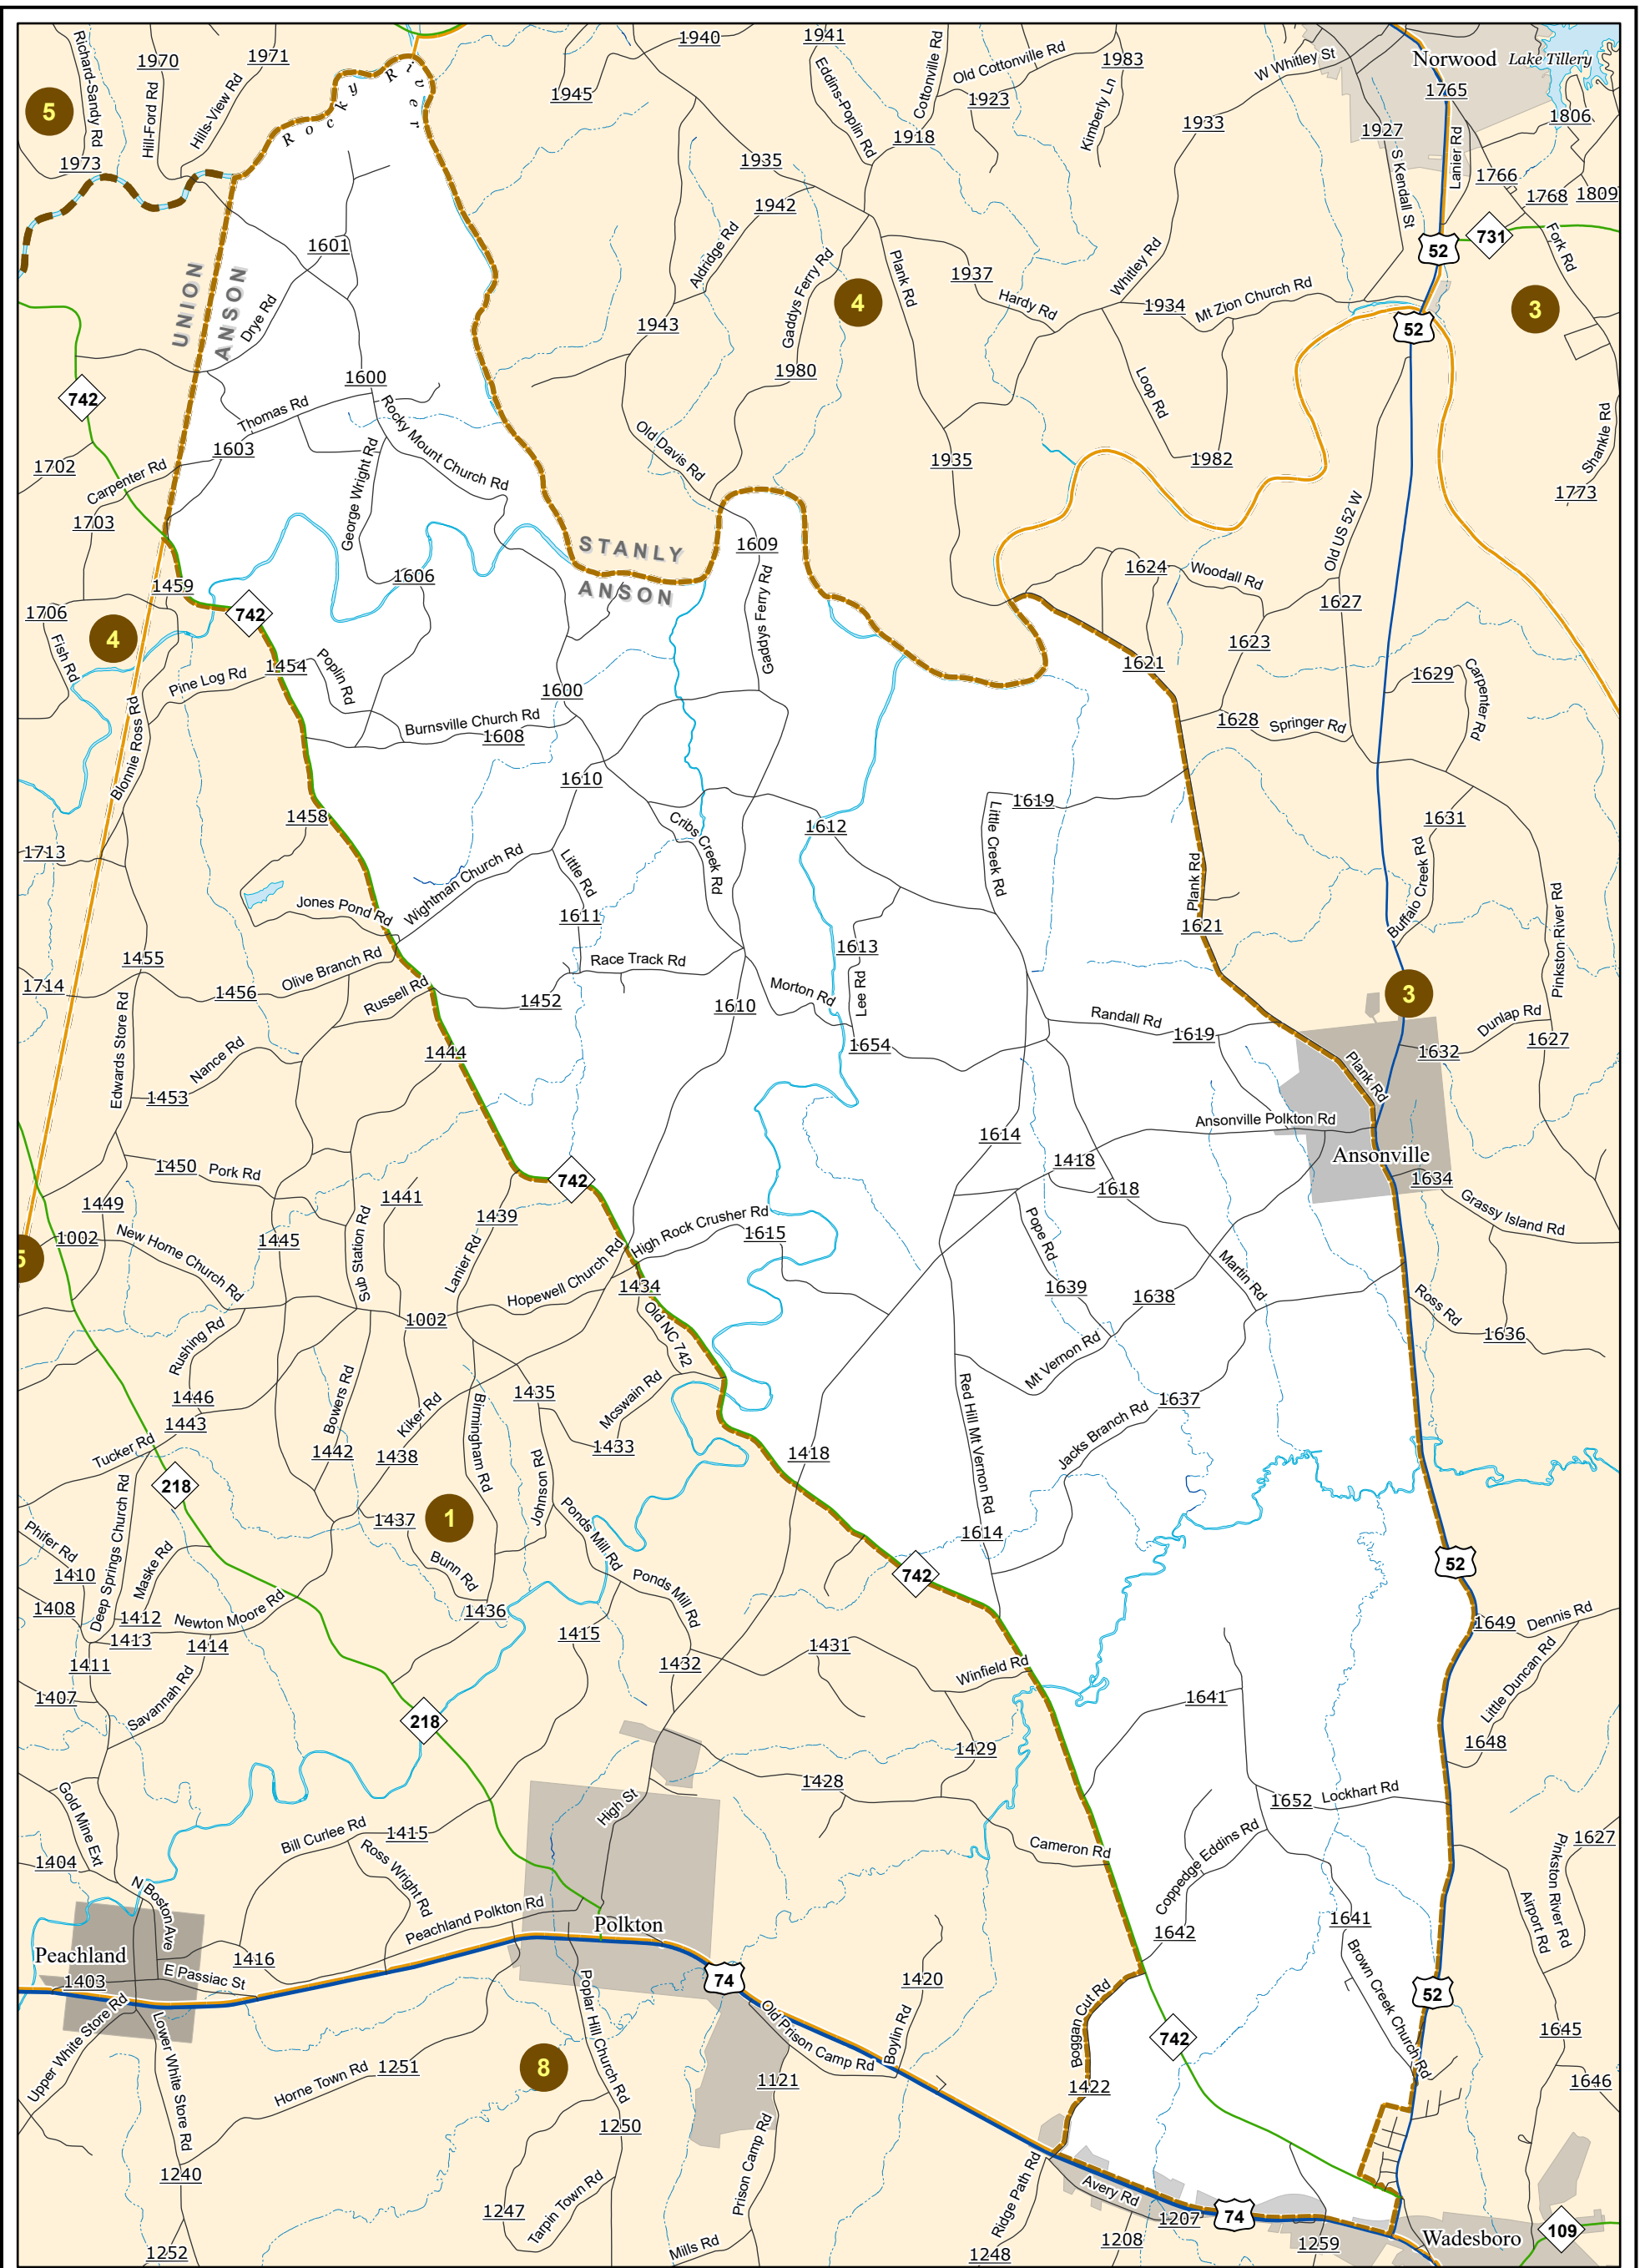 Richard-Sandy Rd
1970
1971
Hill-Ford Rd
Hills-View Rd
5
1973
Rocky River
1940
1941
1945
Eddins-Poplin Rd
Cottonville Rd
Old Cottonville Rd
1983
1923
Kimberly Ln
1918
1935
W Whitley St
Norwood
Lake Tillery
1765
1927
1933
S Kendall St
Lanier Rd
1806
1766
1768
1809
1942
Aldridge Rd
Gaddys Ferry Rd
Plank Rd
52
731
Fork Rd
1601
UNION
ANSON
Drye Rd
1937
Hardy Rd
Whitley Rd
1934
Mt Zion Church Rd
4
3
52
1943
1980
742
1600
Thomas Rd
Rocky Mount Church Rd
1603
George Wright Rd
Old Davis Rd
1935
Loop Rd
1982
Shankle Rd
1773
1702
Carpenter Rd
1703
STANLY
ANSON
1609
Gaddys Ferry Rd
Old US 52 W
1606
1459
742
1624
Woodall Rd
1627
1706
4
Fish Rd
1454
Pine Log Rd
Poplin Rd
1623
1621
1629
Carpenter Rd
1600
Burnsville Church Rd
1608
1628
Springer Rd
Blonnie Ross Rd
1610
1458
1619
Little Creek Rd
Cribs Creek Rd
1612
1631
Buffalo Creek Rd
1713
Wightman Church Rd
Little Rd
Plank Rd
Pinkston-River Rd
Jones Pond Rd
1611
1621
1455
Olive Branch Rd
Race Track Rd
1613
Lee Rd
1714
1456
Russell Rd
1452
Morton Rd
1610
3
Edwards Store Rd
Randall Rd
1619
Dunlap Rd
Nance Rd
1444
1654
1632
1627
1453
Plank Rd
Ansonville Polkton Rd
1614
Ansonville
1450
Pork Rd
742
1418
1618
1634
1449
1441
1439
Grassy Island Rd
1002
New Home Church Rd
1445
Sub Station Rd
Lanier Rd
High Rock Crusher Rd
1615
Pope Rd
Martin Rd
5
Hopewell Church Rd
1434
1639
1638
Ross Rd
1002
Old NC 742
1636
Rushing Rd
Mt Vernon Rd
1446
1443
Bowers Rd
Kiker Rd
Birmingham Rd
1435
Mcswain Rd
Red Hill Mt Vernon Rd
1637
Jacks Branch Rd
Tucker Rd
1442
1438
1433
1418
218
Johnson Rd
1
1437
Ponds Mill Rd
1614
52
Phifer Rd
Deep Springs Church Rd
Maske Rd
Bunn Rd
742
1410
Ponds Mill Rd
1408
1412
Newton Moore Rd
1436
1649
Dennis Rd
1413
1414
1415
1431
1411
1432
Winfield Rd
Little Duncan Rd
1407
Savannah Rd
218
1641
1429
1648
Gold Mine Ext
1428
High St
1652
Lockhart Rd
Bill Curlee Rd
1415
Cameron Rd
1627
1404
Ross Wright Rd
Coppedge Eddins Rd
N Boston Ave
Peachland Polkton Rd
Polkton
1641
1642
Airport Rd
Pinkston River Rd
Peachland
1416
1403
E Passiac St
74
1420
Brown Creek Church Rd
52
Upper White Store Rd
Lower White Store Rd
Poplar Hill Church Rd
Old Prison Camp Rd
Boylin Rd
Boggan Cut Rd
742
1645
Horne Town Rd
1251
8
1121
1422
1646
1250
1240
Prison Camp Rd
Ridge Path Rd
Avery Rd
1247
Tarpin Town Rd
1207
74
Wadesboro
109
1252
Mills Rd
1248
1208
1259